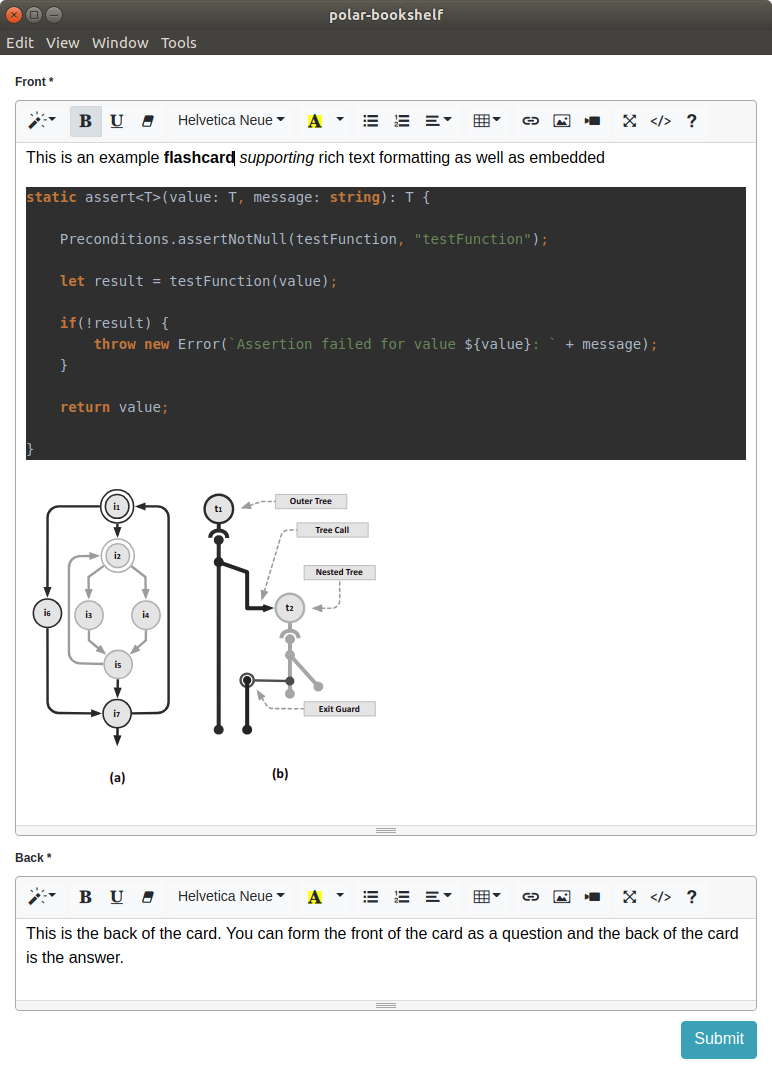 polar-bookshelf
Edit View Window Tools
Front *
B U Helvetica Neue A </> ?
This is an example flashcard supporting rich text formatting as well as embedded
static assert<T>(value: T, message: string): T {
Preconditions.assertNotNull(testFunction, "testFunction");
let result = testFunction(value);
if(!result) {
throw new Error(`Assertion failed for value ${value}: ` + message);
}
return value;
}
i1
i2
i6 i3 i4
i5
i7
(a)
t1 Outer Tree
Tree Call
Nested Tree
t2
Exit Guard
(b)
Back *
B U Helvetica Neue A </> ?
This is the back of the card. You can form the front of the card as a question and the back of the card
is the answer.
Submit